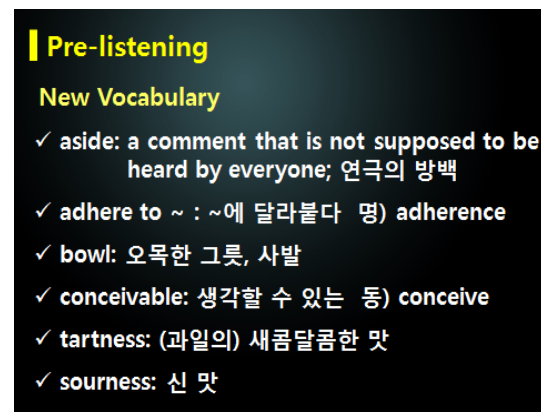 Pre-listening
New Vocabulary
✓ aside: a comment that is not supposed to be
heard by everyone; 연극의 방백
✓ adhere to ~ : ~에 달라붙다 명) adherence
✓ bowl: 오목한 그릇, 사발
✓ conceivable: 생각할 수 있는 동) conceive
✓ tartness: (과일의) 새콤달콤한 맛
✓ sourness: 신 맛